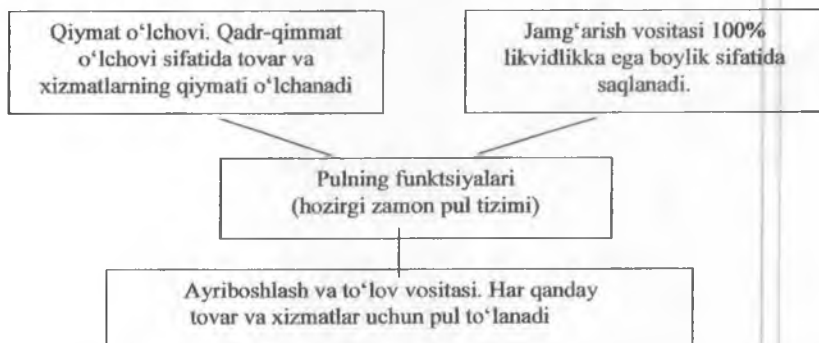 Qiymat o‘lchovi. Qadr-qimmat
o‘lchovi sifatida tovar va
xizmatlarning qiymati o‘lchanadi
Jamg‘arish vositasi 100%
likvidlikka ega boylik sifatida
saqlanadi.
Pulning funktsiyalari
(hozirgi zamon pul tizimi)
Ayriboshlash va to‘lov vositasi. Har qanday
tovar va xizmatlar uchun pul to‘lanadi